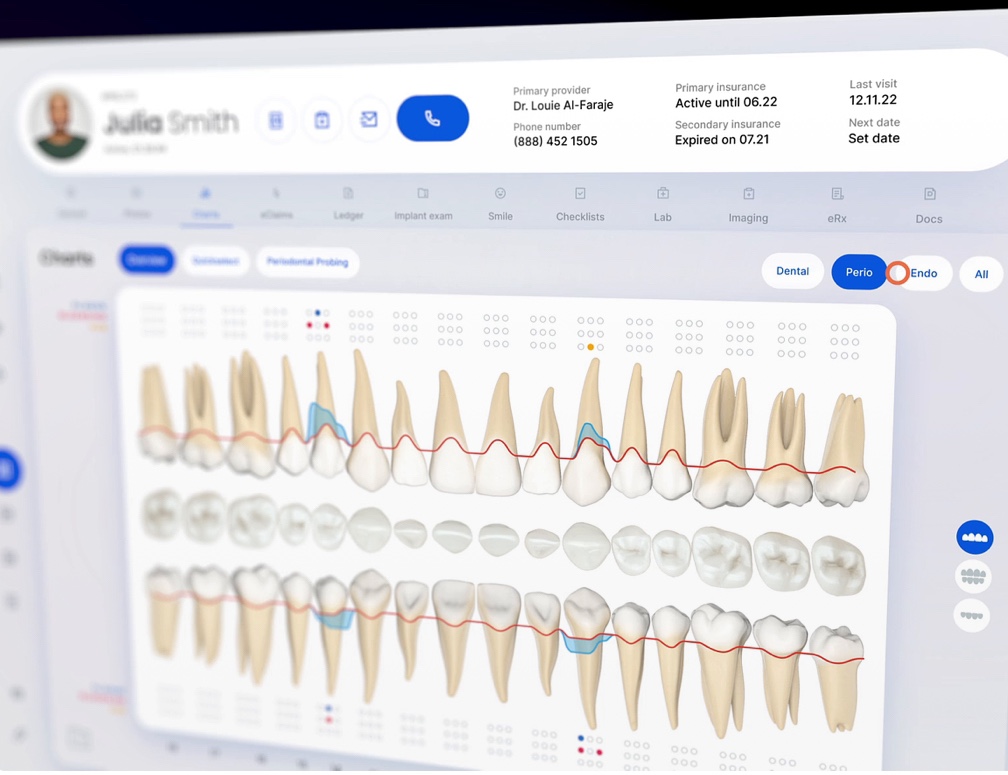 Julia Smith
Primary provider
Dr. Louie Al-Faraje
Phone number
(888) 452 1505
Primary insurance
Active until 06.22
Secondary insurance
Expired on 07.21
Last visit
12.11.22
Next date
Set date
Charts
eClaims
Ledger
Implant exam
Smile
Checklists
Lab
Imaging
eRx
Docs
Charts
Periodontal Probing
Dental
Perio
Endo
All